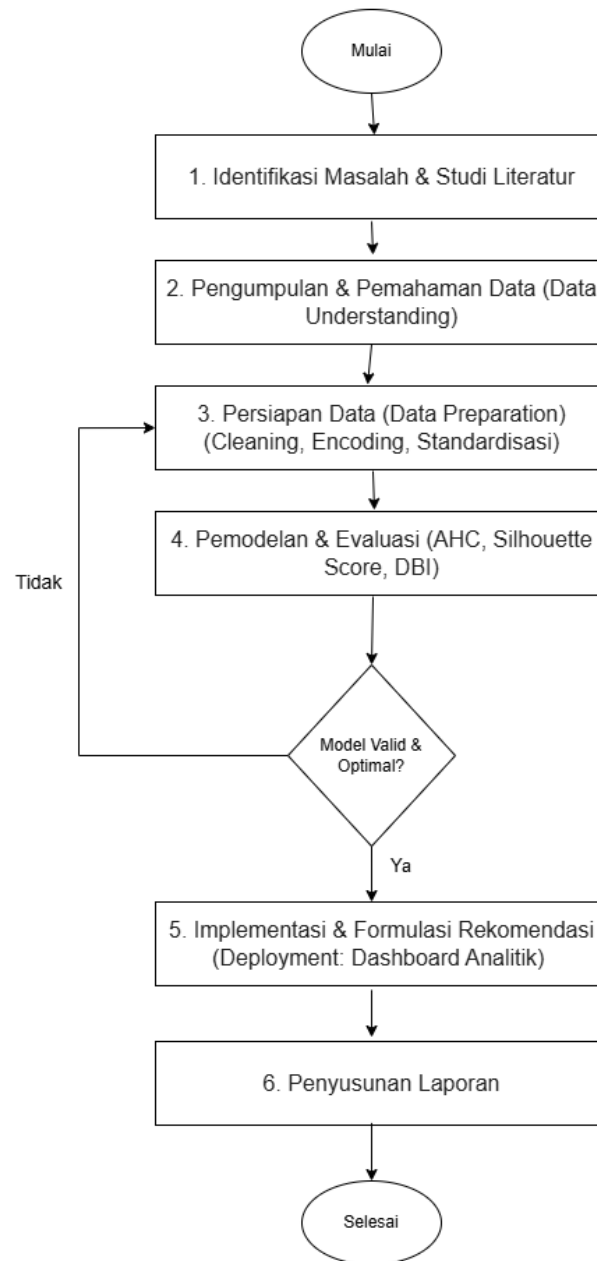 Mulai
1. Identifikasi Masalah & Studi Literatur
2. Pengumpulan & Pemahaman Data (Data
Understanding)
3. Persiapan Data (Data Preparation)
(Cleaning, Encoding, Standardisasi)
4. Pemodelan & Evaluasi (AHC, Silhouette
Score, DBI)
Tidak
Model Valid &
Optimal?
Ya
5. Implementasi & Formulasi Rekomendasi
(Deployment: Dashboard Analitik)
6. Penyusunan Laporan
Selesai